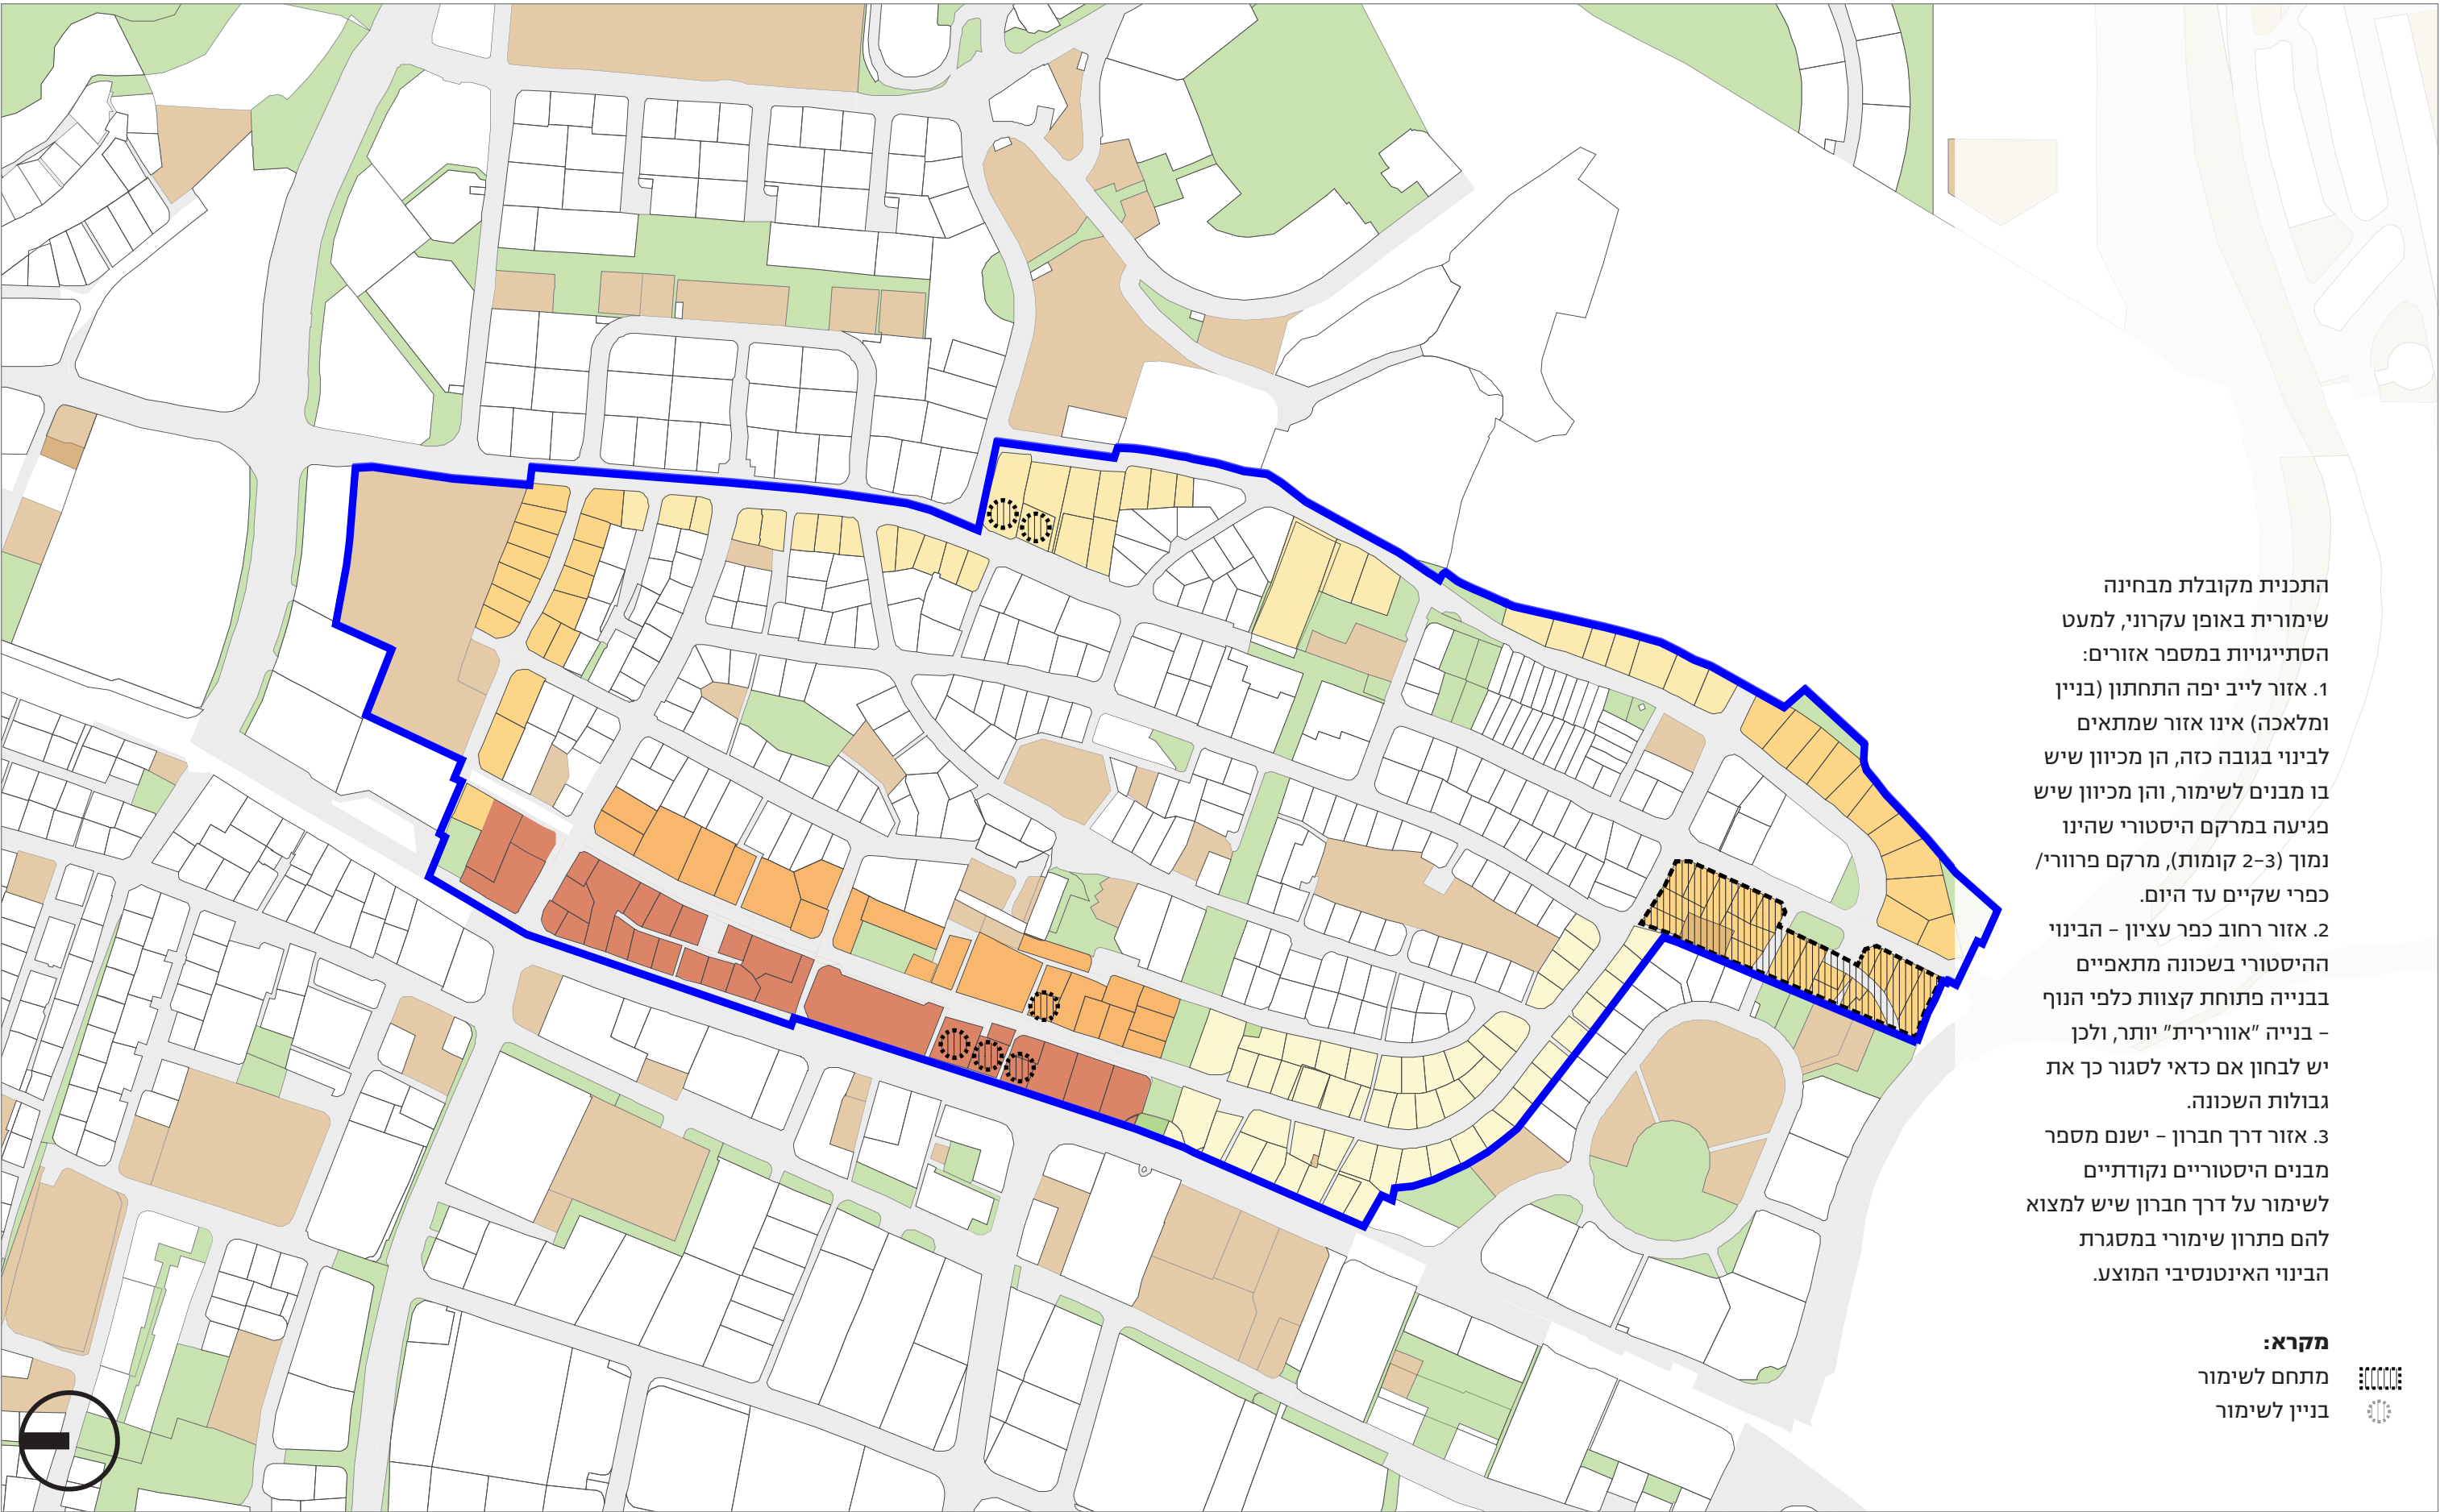 התכנית מקובלת מבחינה
שימורית באופן עקרוני, למעט
הסתייגויות במספר אזורים:
1. אזור לייב יפה התחתון (בניין
ומלאכה) אינו אזור שמתאים
לבינוי בגובה כזה, הן מכיוון שיש
בו מבנים לשימור, והן מכיוון שיש
פגיעה במרקם היסטורי שהינו
נמוך (2-3 קומות), מרקם פרוורי/
כפרי שקיים עד היום.
2. אזור רחוב כפר עציון - הבינוי
ההיסטורי בשכונה מתאפיים
בבנייה פתוחת קצוות כלפי הנוף
- בנייה "אוורירית" יותר, ולכן
יש לבחון אם כדאי לסגור כך את
גבולות השכונה.
3. אזור דרך חברון - ישנם מספר
מבנים היסטוריים נקודתיים
לשימור על דרך חברון שיש למצוא
להם פתרון שימורי במסגרת
הבינוי האינטנסיבי המוצע.
מקרא:
מתחם לשימור
בניין לשימור